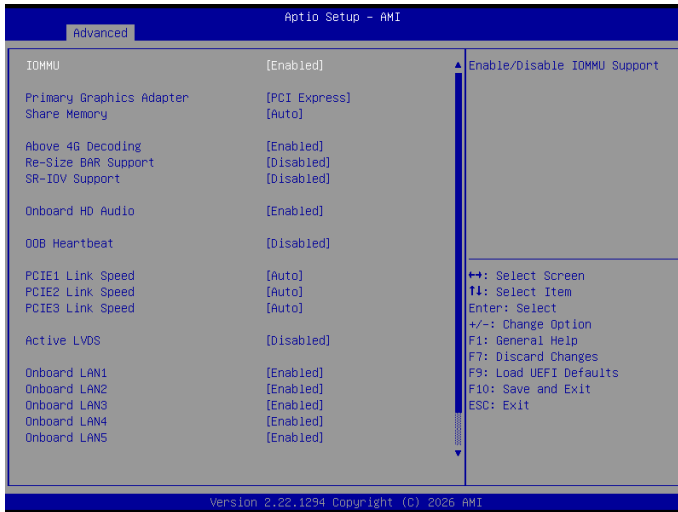 Aptio Setup – AMI
Advanced
IOMMU [Enabled]
Primary Graphics Adapter [PCI Express]
Share Memory [Auto]
Above 4G Decoding [Enabled]
Re-Size BAR Support [Disabled]
SR-IOV Support [Disabled]
Onboard HD Audio [Enabled]
OOB Heartbeat [Disabled]
PCIE1 Link Speed [Auto]
PCIE2 Link Speed [Auto]
PCIE3 Link Speed [Auto]
Active LVDS [Disabled]
Onboard LAN1 [Enabled]
Onboard LAN2 [Enabled]
Onboard LAN3 [Enabled]
Onboard LAN4 [Enabled]
Onboard LAN5 [Enabled]
Enable/Disable IOMMU Support
↔: Select Screen
↑↓: Select Item
Enter: Select
+/-: Change Option
F1: General Help
F7: Discard Changes
F9: Load UEFI Defaults
F10: Save and Exit
ESC: Exit
Version 2.22.1294 Copyright (C) 2026 AMI